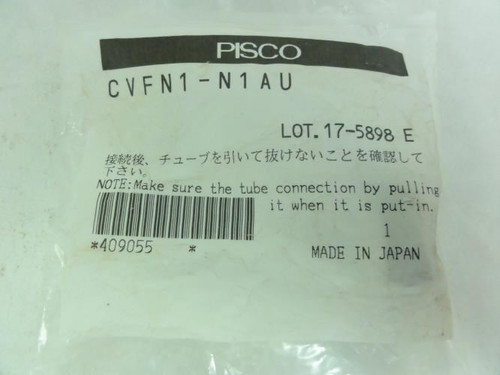 PISCO
CVFN1-N1AU
LOT.17-5898 E
接続後、チューブを引いて抜けないことを確認して
下さい。
NOTE:Make sure the tube connection by pulling
it when it is put-in.
1
*409055 *
MADE IN JAPAN